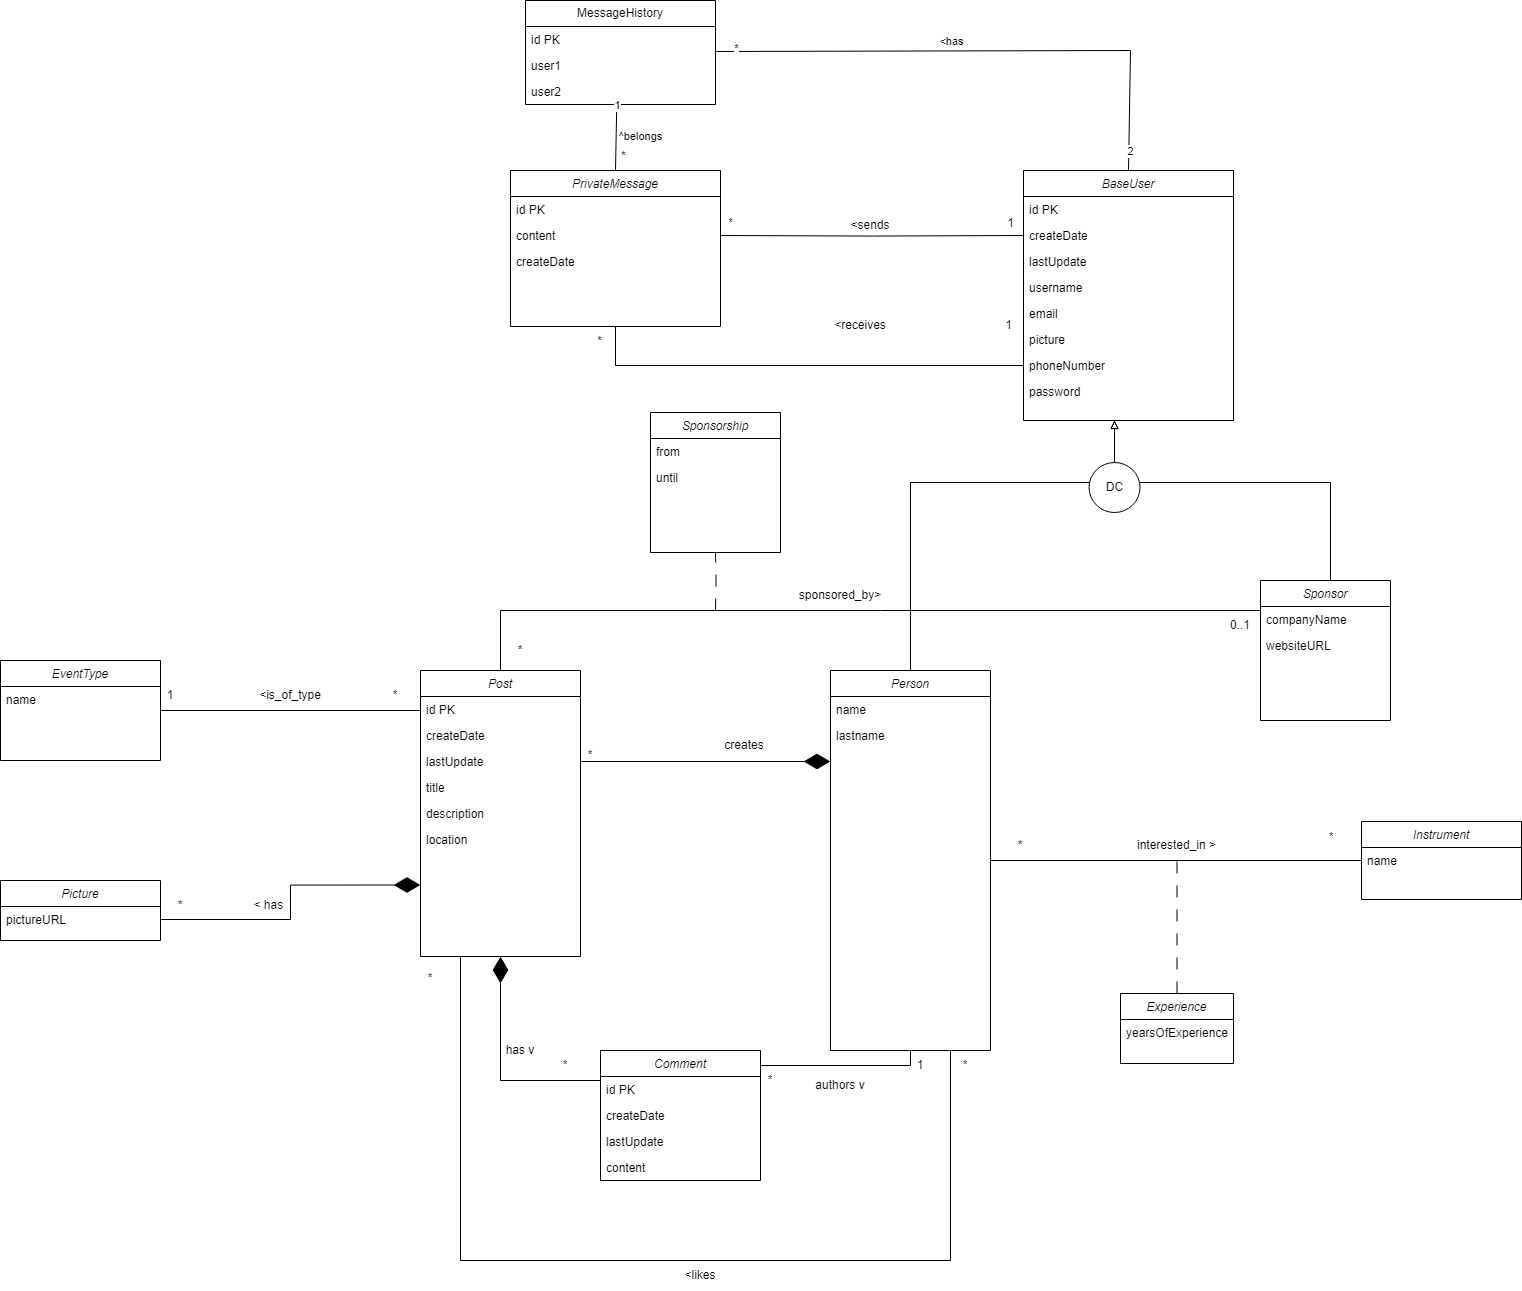 MessageHistory
id PK
user1
user2
*
<has
2
1
^belongs
*
PrivateMessage
id PK
content
createDate
*
<sends
1
*
<receives
1
BaseUser
id PK
createDate
lastUpdate
username
email
picture
phoneNumber
password
DC
Sponsorship
from
until
sponsored_by>
*
0..1
Sponsor
companyName
websiteURL
EventType
name
1
<is_of_type
*
Post
id PK
createDate
lastUpdate
title
description
location
*
creates
Person
name
lastname
*
interested_in >
*
Instrument
name
Picture
pictureURL
*
< has
Experience
yearsOfExperience
*
has v
*
Comment
id PK
createDate
lastUpdate
content
*
authors v
1
*
<likes